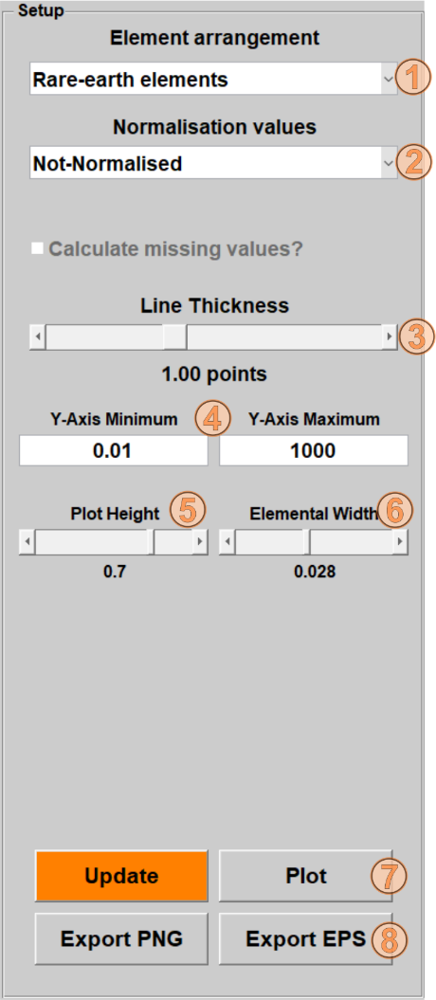 Setup
Element arrangement
Rare-earth elements 1
Normalisation values
Not-Normalised 2
Calculate missing values?
Line Thickness
3
1.00 points
Y-Axis Minimum 4 Y-Axis Maximum
0.01 1000
Plot Height 5 Elemental Width 6
0.7 0.028
Update Plot 7
Export PNG Export EPS 8